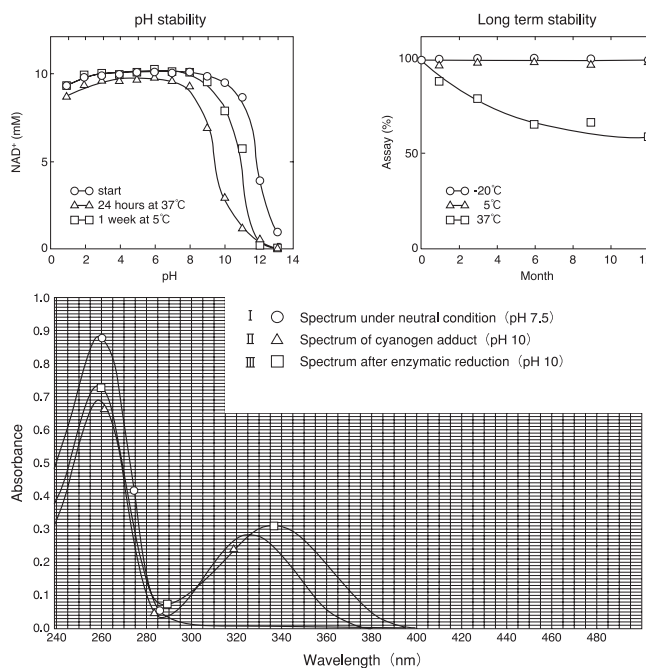 pH stability
NAD⁺ (mM)
10
5
0
start
24 hours at 37℃
1 week at 5℃
0 2 4 6 8 10 12 14
pH
Long term stability
Assay (%)
100
50
0
-20℃
5℃
37℃
0 2 4 6 8 10 12
Month
I Spectrum under neutral condition (pH 7.5)
II Spectrum of cyanogen adduct (pH 10)
III Spectrum after enzymatic reduction (pH 10)
Absorbance
1.0
0.9
0.8
0.7
0.6
0.5
0.4
0.3
0.2
0.1
0.0
240 260 280 286 320 340 360 380 400 420 440 460 480
Wavelength (nm)